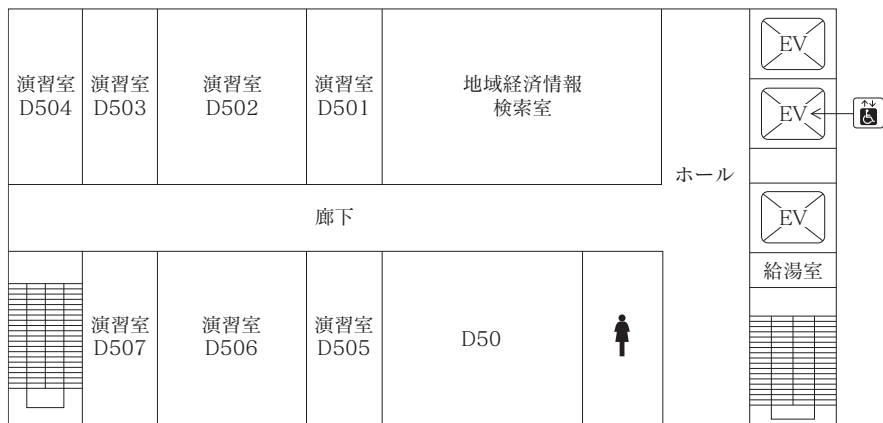 EV
演習室
D504
演習室
D503
演習室
D502
演習室
D501
地域経済情報
検索室
EV
ホール
廊下
EV
給湯室
演習室
D507
演習室
D506
演習室
D505
D50